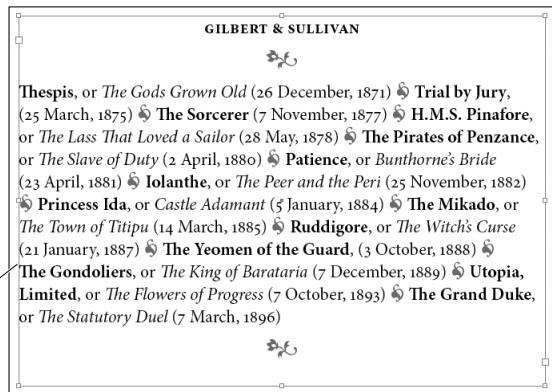 GILBERT & SULLIVAN
Thespis, or The Gods Grown Old (26 December, 1871) Trial by Jury,
(25 March, 1875) The Sorcerer (7 November, 1877) H.M.S. Pinafore,
or The Lass That Loved a Sailor (28 May, 1878) The Pirates of Penzance,
or The Slave of Duty (2 April, 1880) Patience, or Bunthorne's Bride
(23 April, 1881) Iolanthe, or The Peer and the Peri (25 November, 1882)
Princess Ida, or Castle Adamant (5 January, 1884) The Mikado, or
The Town of Titipu (14 March, 1885) Ruddigore, or The Witch's Curse
(21 January, 1887) The Yeomen of the Guard, (3 October, 1888)
The Gondoliers, or The King of Barataria (7 December, 1889) Utopia,
Limited, or The Flowers of Progress (7 October, 1893) The Grand Duke,
or The Statutory Duel (7 March, 1896)